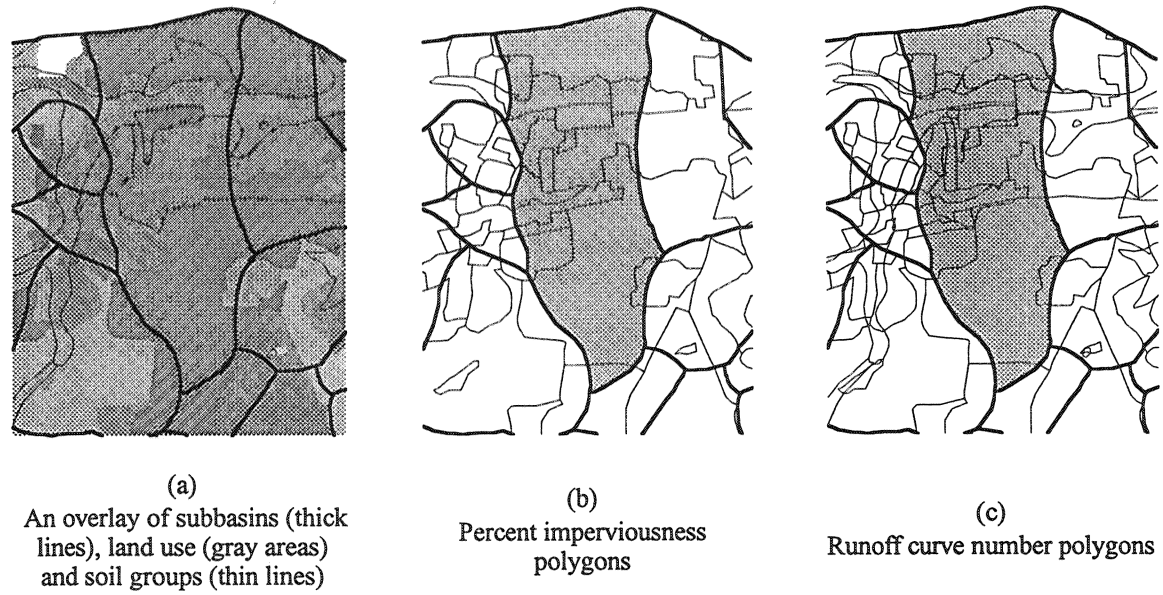 (a)
An overlay of subbasins (thick
lines), land use (gray areas)
and soil groups (thin lines)
(b)
Percent imperviousness
polygons
(c)
Runoff curve number polygons